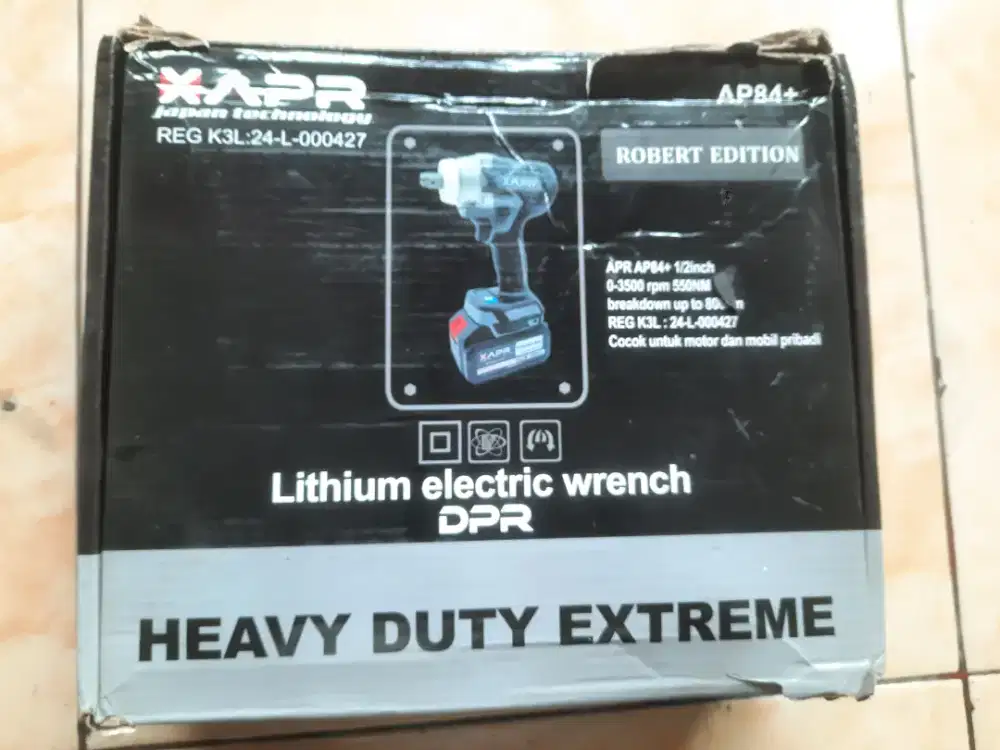 XAPR
japan technology
REG K3L:24-L-000427
AP84+
ROBERT EDITION
XAPR
XAPR
APR AP84+ 1/2inch
0-3500 rpm 550NM
breakdown up to
REG K3L : 24-L-000427
Cocok untuk motor dan mobil pribadi
Lithium electric wrench
DPR
HEAVY DUTY EXTREME